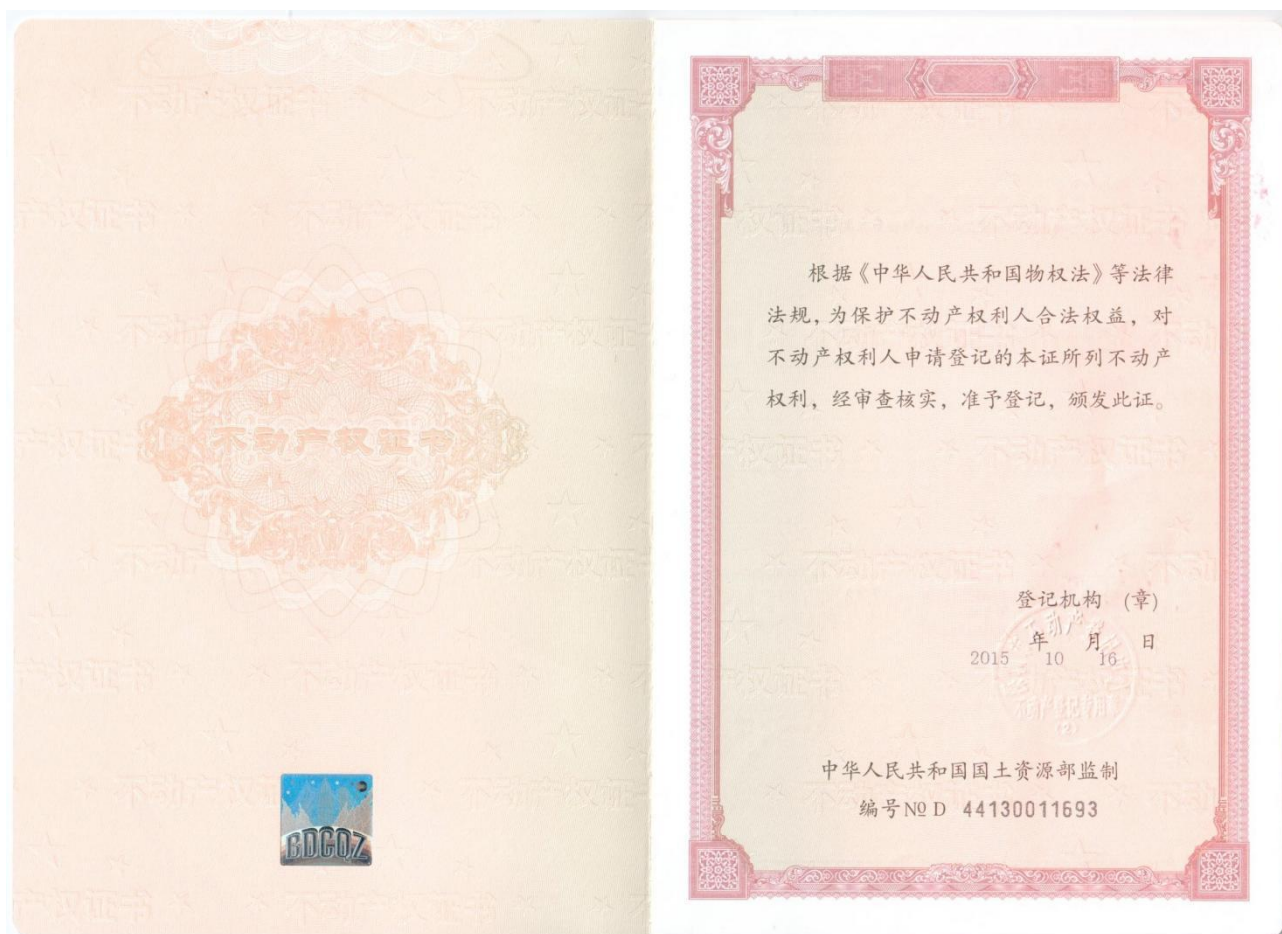 不动产权证书
BDCQZ
根据《中华人民共和国物权法》等法律
法规，为保护不动产权利人合法权益，对
不动产权利人申请登记的本证所列不动产
权利，经审查核实，准予登记，颁发此证。
登记机构 （章）
年 月 日
2015 10 16
(2)
中华人民共和国国土资源部监制
编号№ D 44130011693